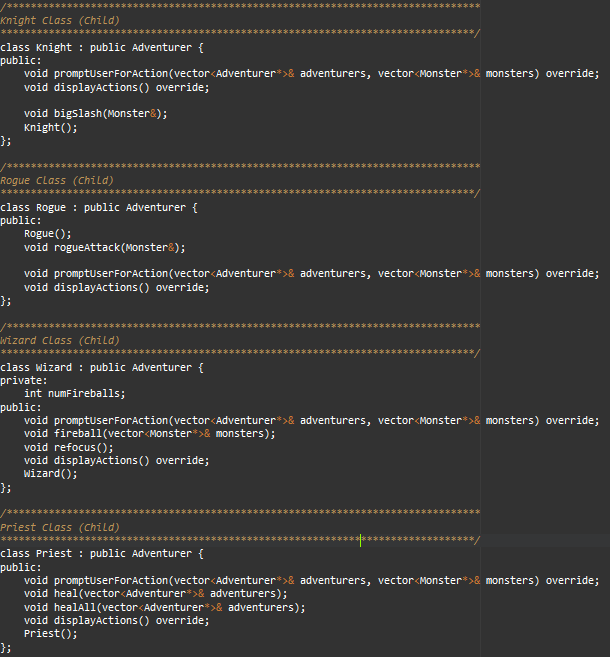 /*******************************************************************************
Knight Class (Child)
*******************************************************************************/
class Knight : public Adventurer {
public:
    void promptUserForAction(vector<Adventurer*>& adventurers, vector<Monster*>& monsters) override;
    void displayActions() override;

    void bigSlash(Monster&);
    Knight();
};

/*******************************************************************************
Rogue Class (Child)
*******************************************************************************/
class Rogue : public Adventurer {
public:
    Rogue();
    void rogueAttack(Monster&);

    void promptUserForAction(vector<Adventurer*>& adventurers, vector<Monster*>& monsters) override;
    void displayActions() override;
};

/*******************************************************************************
Wizard Class (Child)
*******************************************************************************/
class Wizard : public Adventurer {
private:
    int numFireballs;
public:
    void promptUserForAction(vector<Adventurer*>& adventurers, vector<Monster*>& monsters) override;
    void fireball(vector<Monster*>& monsters);
    void refocus();
    void displayActions() override;
    Wizard();
};

/*******************************************************************************
Priest Class (Child)
*******************************************************************************/
class Priest : public Adventurer {
public:
    void promptUserForAction(vector<Adventurer*>& adventurers, vector<Monster*>& monsters) override;
    void heal(vector<Adventurer*>& adventurers);
    void healAll(vector<Adventurer*>& adventurers);
    void displayActions() override;
    Priest();
};